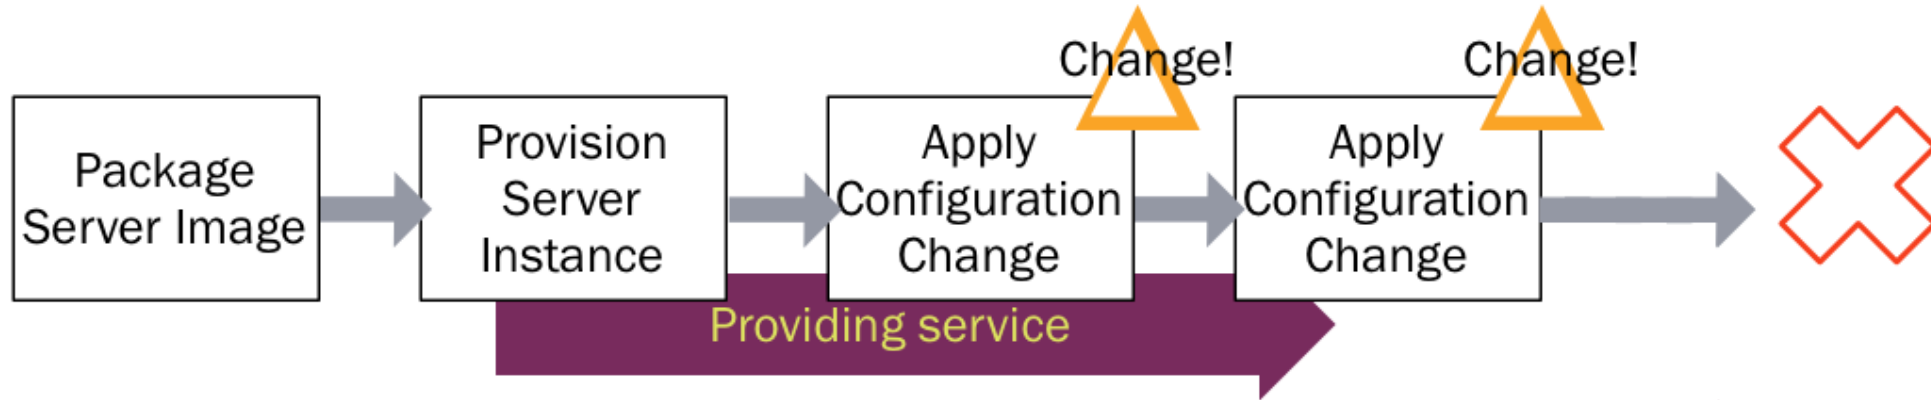 Change!
Change!
Package
Server Image
Provision
Server
Instance
Apply
Configuration
Change
Apply
Configuration
Change
Providing service